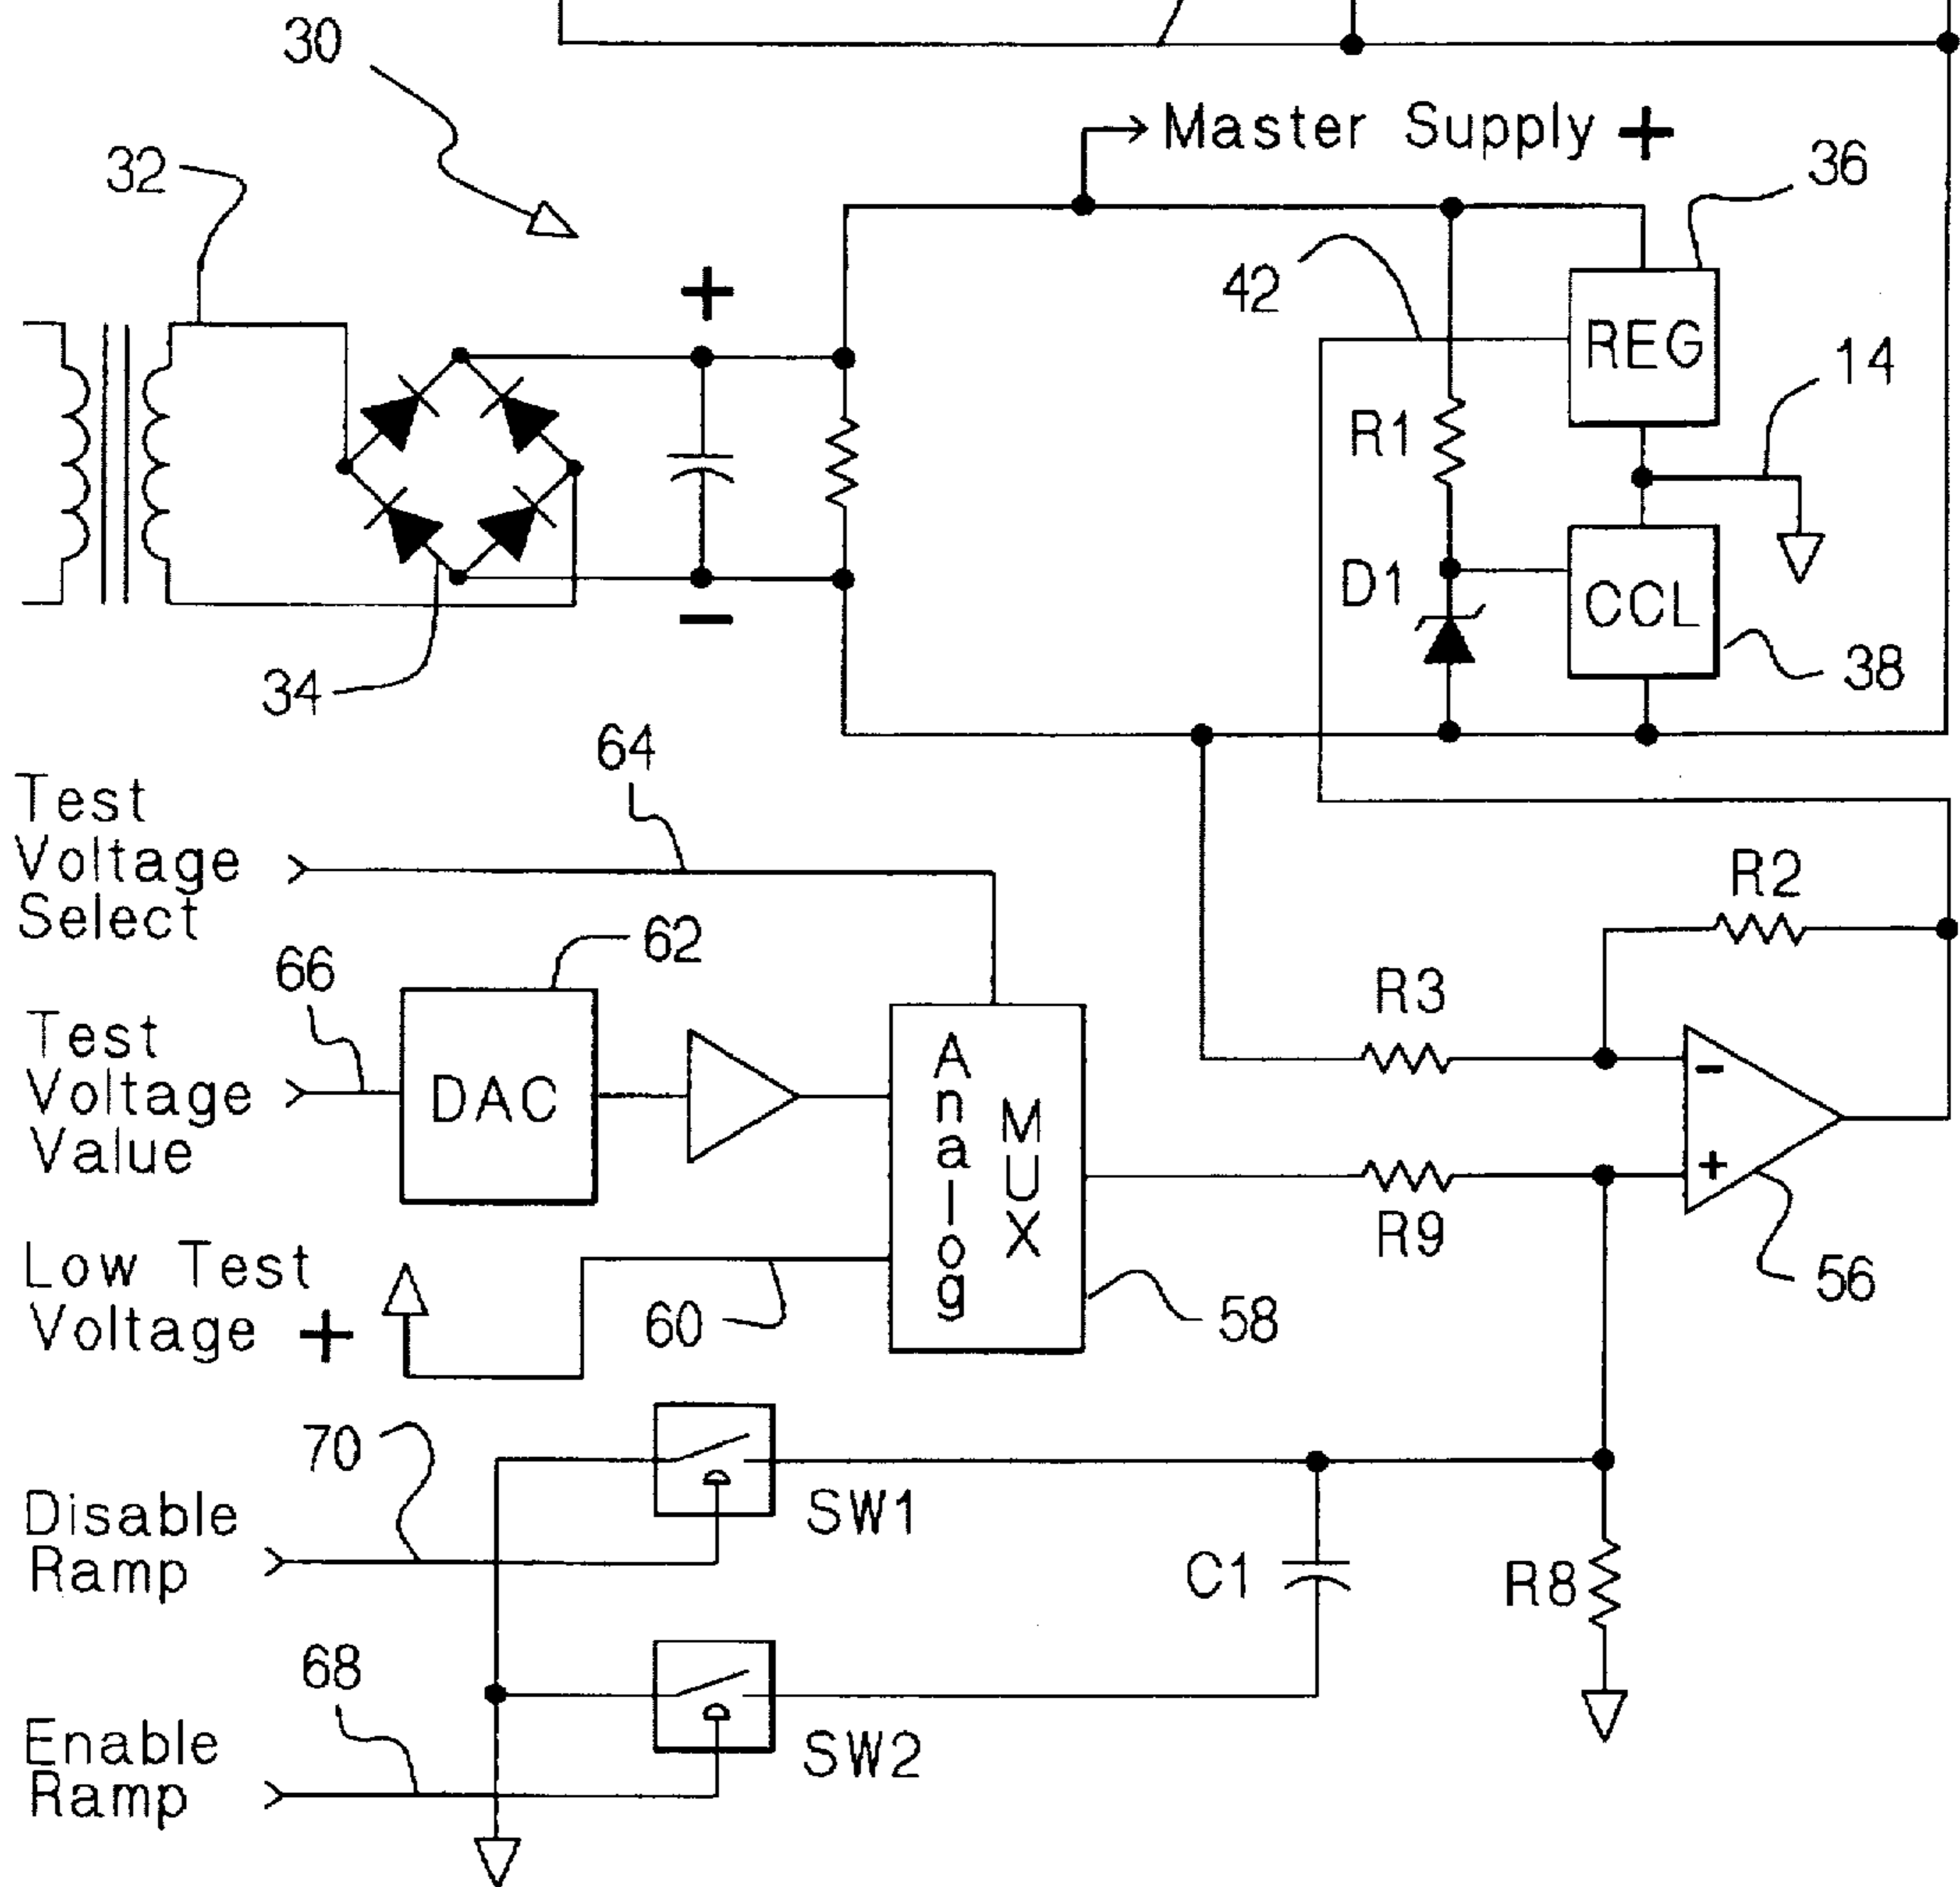 30
Master Supply +
32
36
+
42
REG
14
R1
D1
CCL
−
34
38
64
Test
Voltage
Select
R2
62
66
R3
Test
Voltage
Value
DAC
Analog
MUX
-
+
R9
Low Test
Voltage +
60
58
56
70
Disable
Ramp
SW1
C1
R8
68
Enable
Ramp
SW2